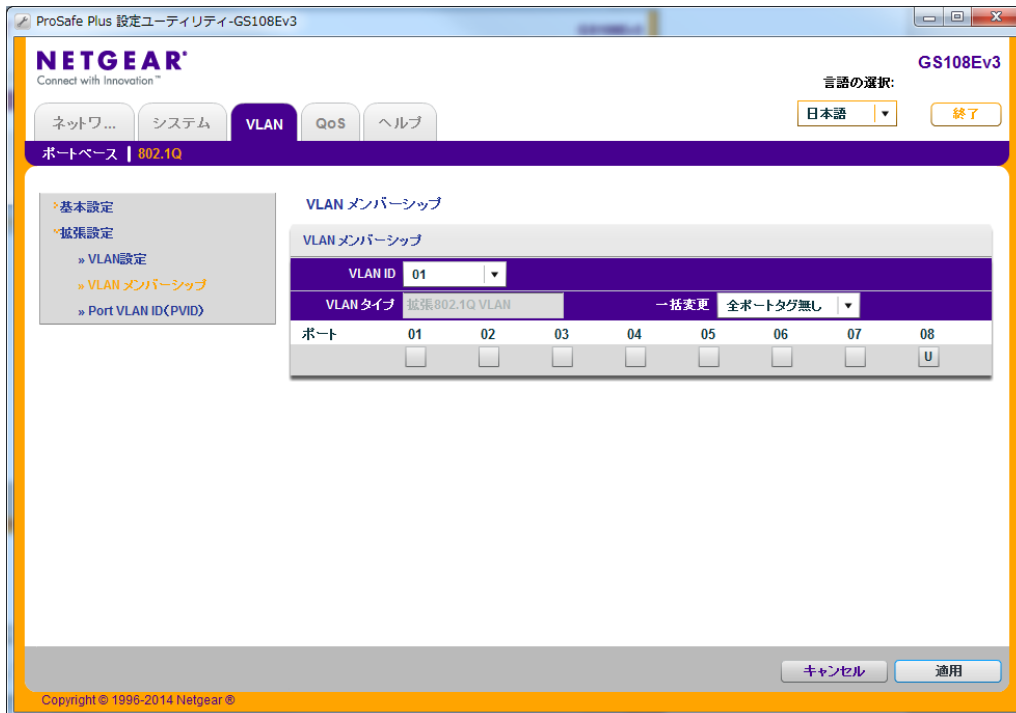 ProSafe Plus 設定ユーティリティ-GS108Ev3
NETGEAR®
Connect with Innovation™
GS108Ev3
言語の選択:
日本語
終了
ネットワ...
システム
VLAN
QoS
ヘルプ
ポートベース | 802.1Q
基本設定
拡張設定
» VLAN設定
» VLAN メンバーシップ
» Port VLAN ID(PVID)
VLAN メンバーシップ
VLAN メンバーシップ
VLAN ID 01
VLAN タイプ 拡張802.1Q VLAN 一括変更 全ポートタグ無し
ポート 01 02 03 04 05 06 07 08
U
キャンセル 適用
Copyright © 1996-2014 Netgear ®